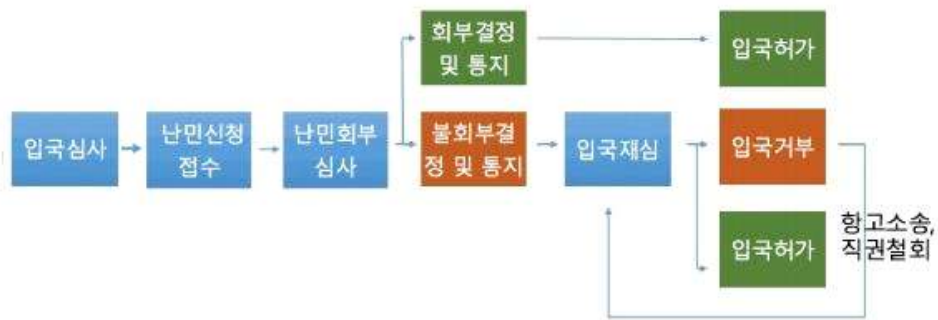 회부결정
및 통지
입국허가
입국심사
난민신청
접수
난민회부
심사
불회부결
정 및 통지
입국재심
입국거부
입국허가
항고소송,
직권철회